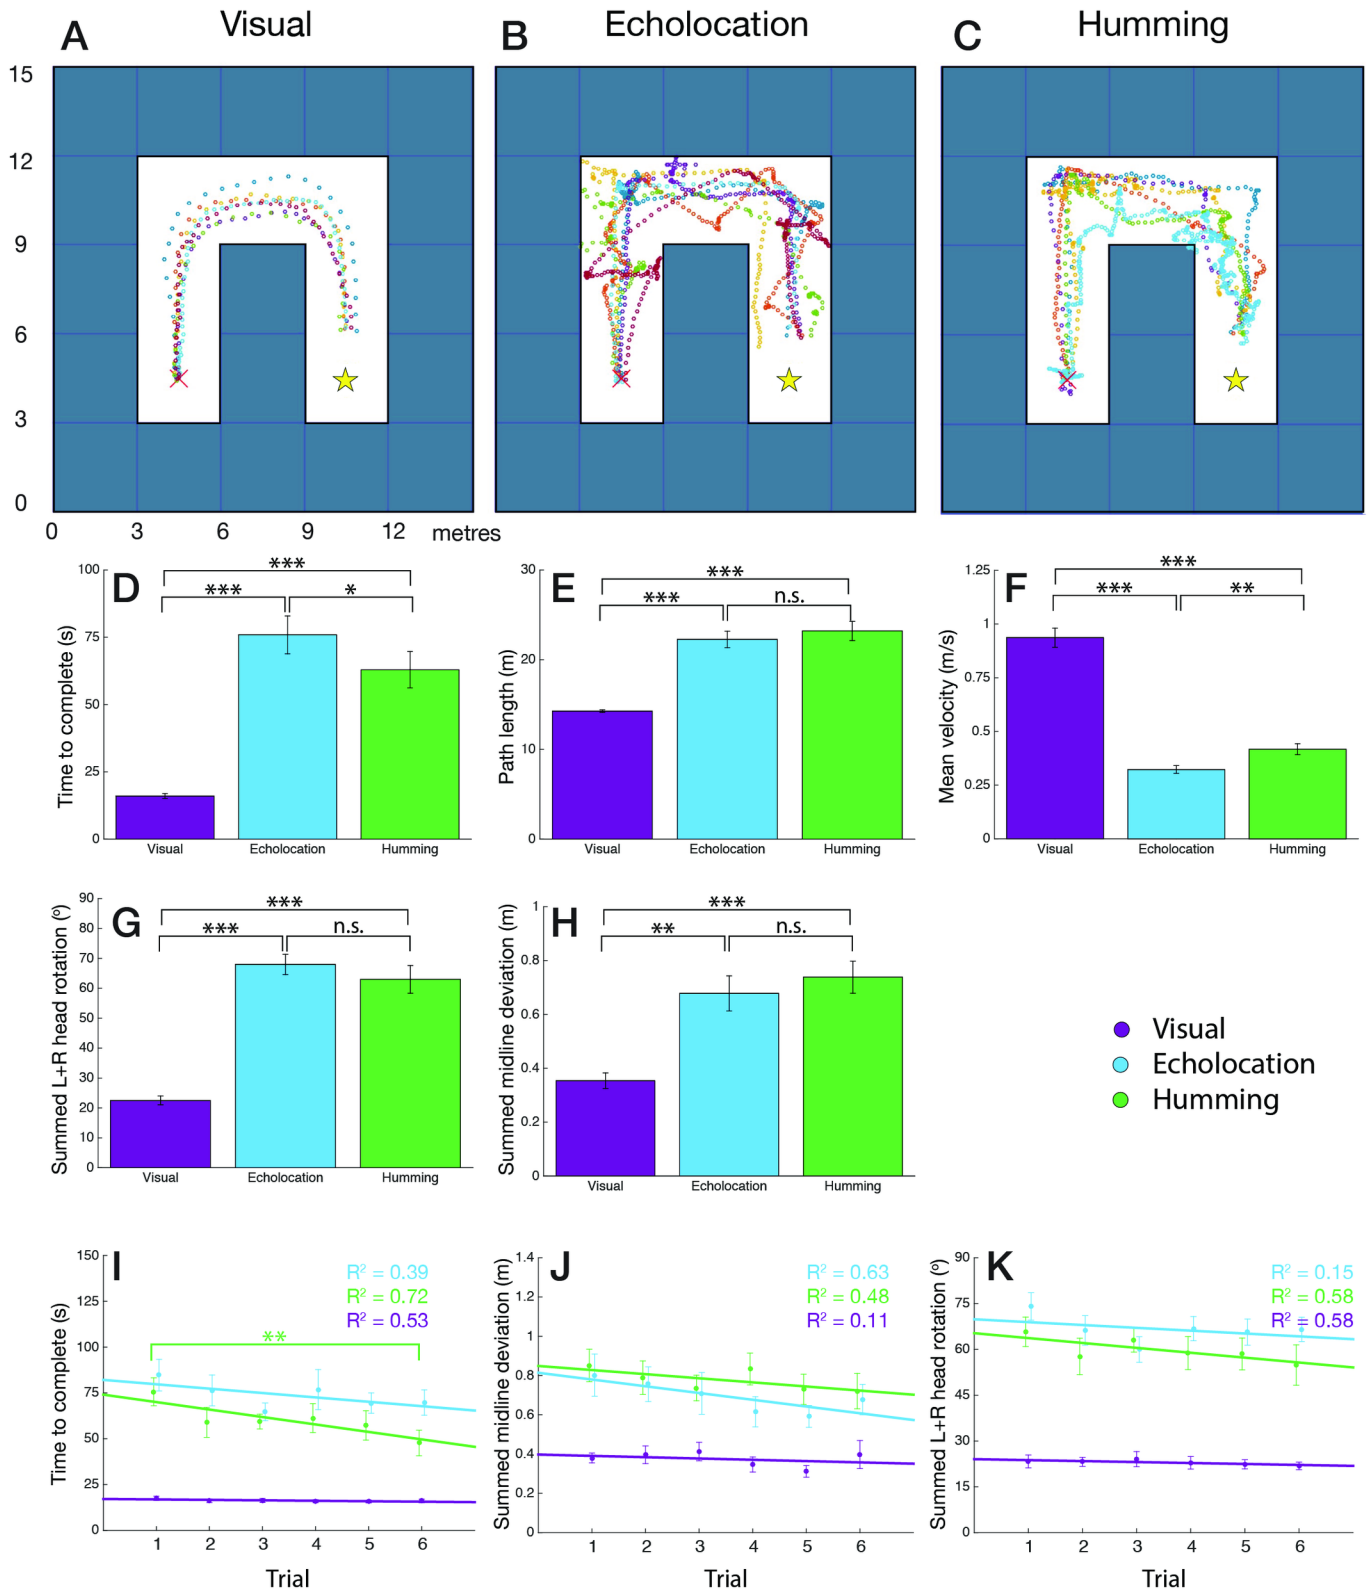 A Visual
B Echolocation
C Humming
15
12
9
6
3
0
0 3 6 9 12 metres
D
Time to complete (s)
100
75
50
25
0
***
*** *
Visual Echolocation Humming
E
Path length (m)
30
20
10
0
***
*** n.s.
Visual Echolocation Humming
F
Mean velocity (m/s)
1.25
1
0.75
0.5
0.25
0
***
*** **
Visual Echolocation Humming
G
Summed L+R head rotation (º)
90
80
70
60
50
40
30
20
10
0
***
*** n.s.
Visual Echolocation Humming
H
Summed midline deviation (m)
1
0.8
0.6
0.4
0.2
0
***
** n.s.
Visual Echolocation Humming
Visual
Echolocation
Humming
I
Time to complete (s)
150
125
100
75
50
25
0
R² = 0.39
R² = 0.72
R² = 0.53
**
1 2 3 4 5 6
Trial
J
Summed midline deviation (m)
1.4
1.2
1
0.8
0.6
0.4
0.2
0
R² = 0.63
R² = 0.48
R² = 0.11
1 2 3 4 5 6
Trial
K
Summed L+R head rotation (º)
90
75
60
45
30
15
0
R² = 0.15
R² = 0.58
R² = 0.58
1 2 3 4 5 6
Trial